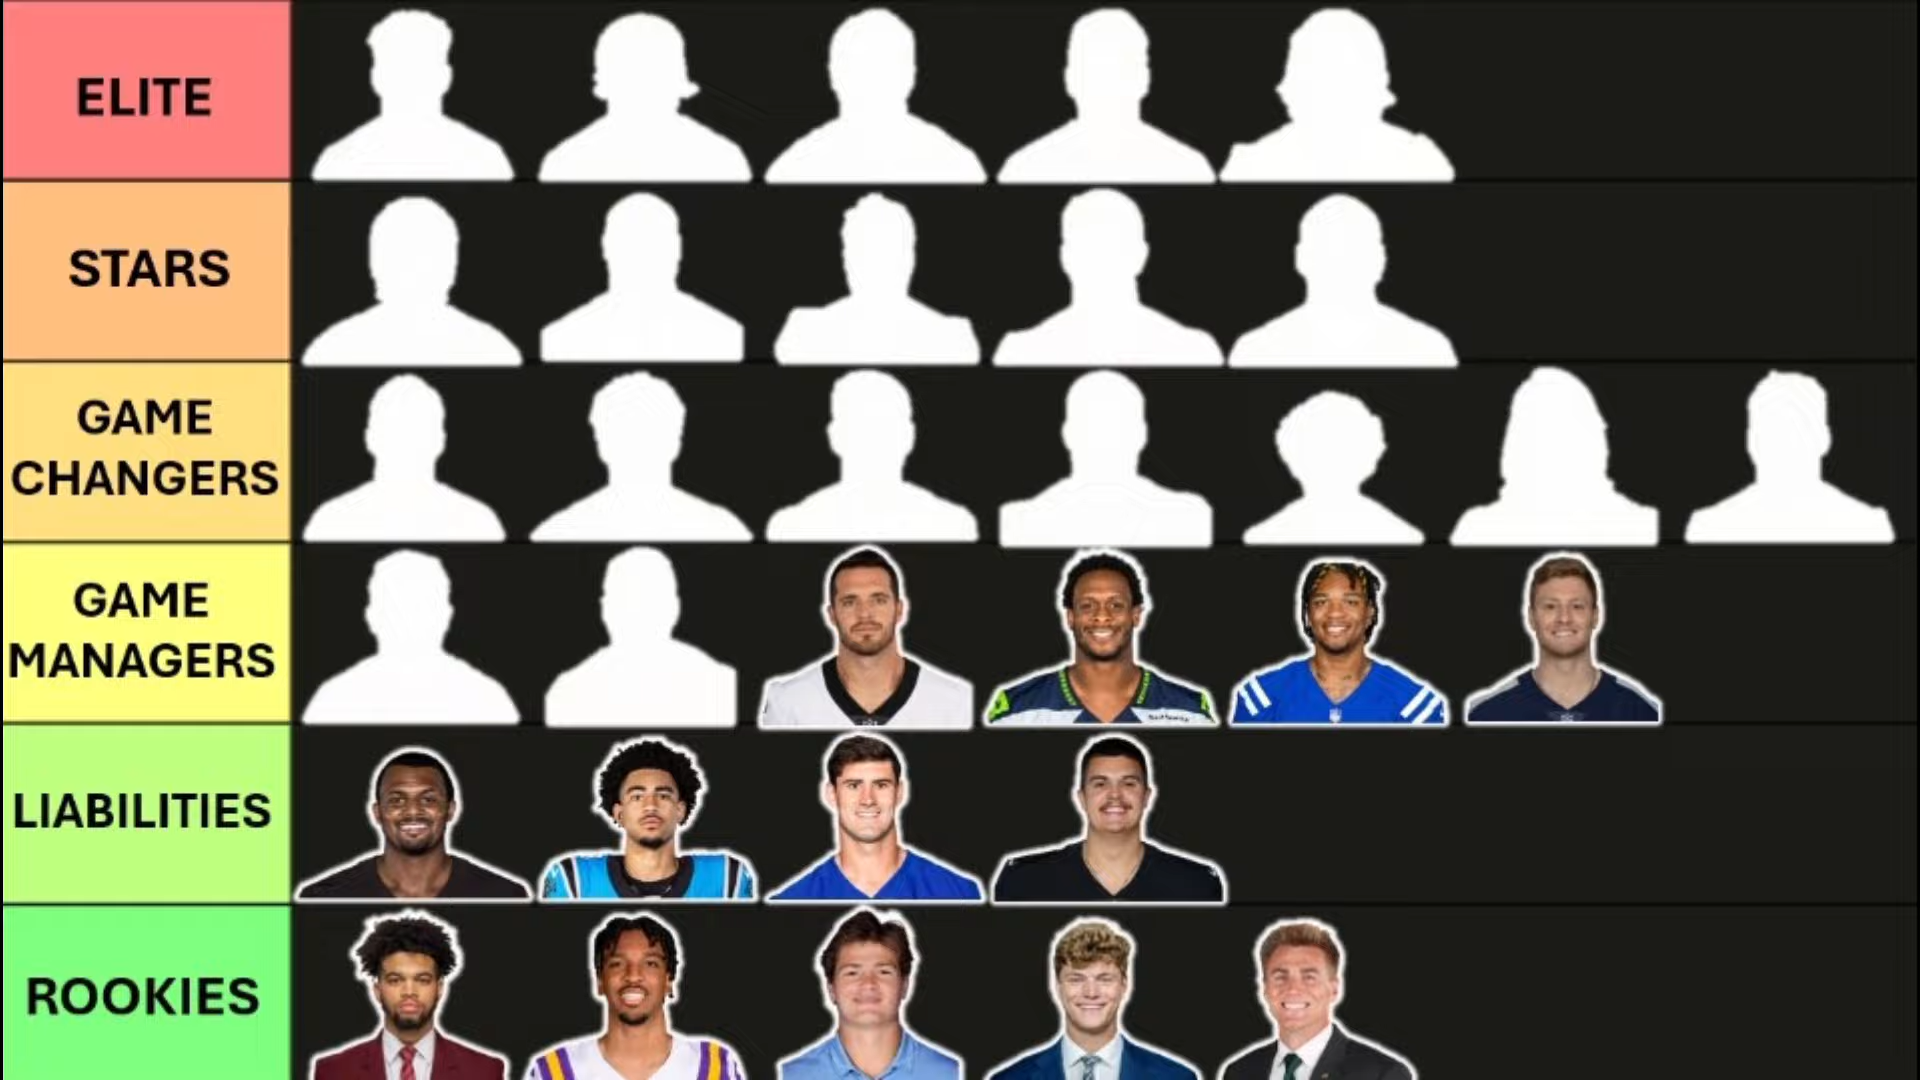 ELITE
STARS
GAME
CHANGERS
GAME
MANAGERS
LIABILITIES
ROOKIES